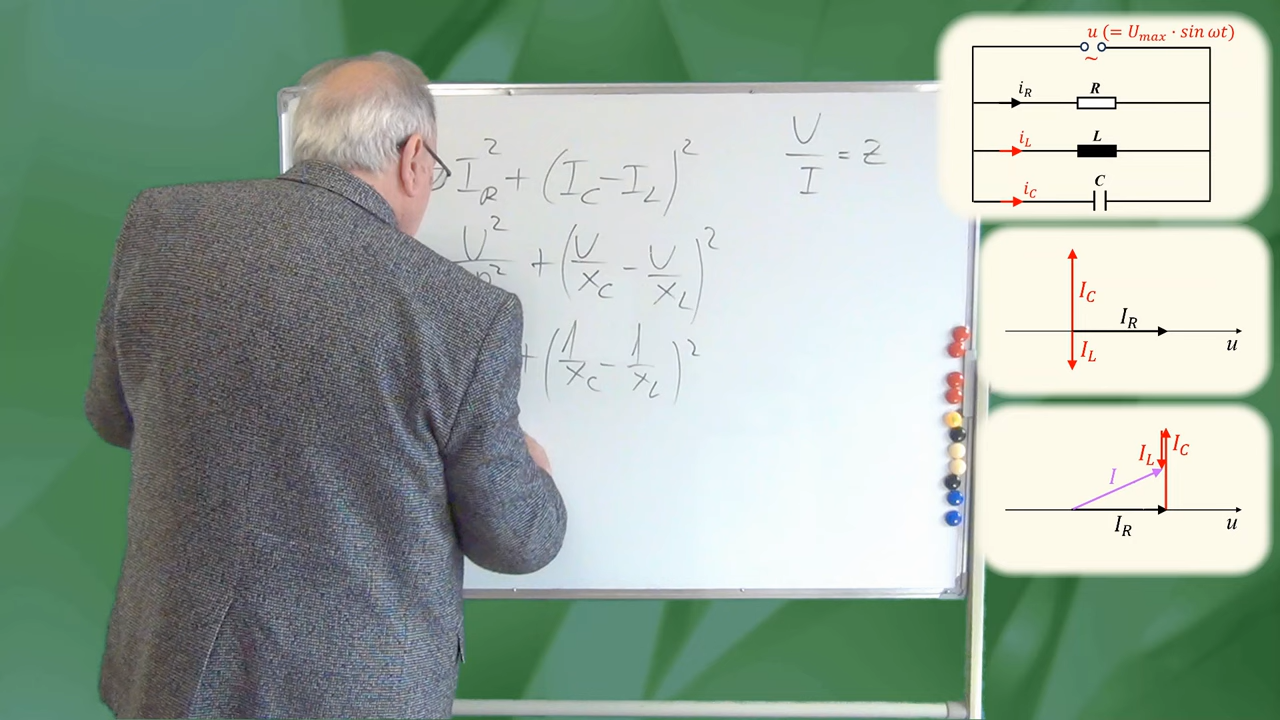 I_R^2 + (I_C - I_L)^2
U^2 / R^2 + (U/X_C - U/X_L)^2
+ (1/X_C - 1/X_L)^2
U/I = Z
u (= U_max · sin ωt)
~
i_R R
i_L L
i_C C
I_C
I_R
I_L u
I_L I_C
I
I_R u